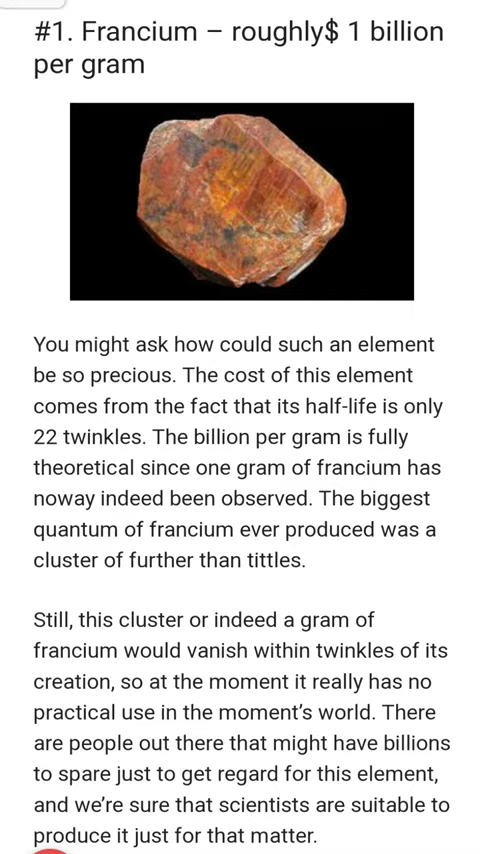 #1. Francium – roughly$ 1 billion
per gram
You might ask how could such an element
be so precious. The cost of this element
comes from the fact that its half-life is only
22 twinkles. The billion per gram is fully
theoretical since one gram of francium has
noway indeed been observed. The biggest
quantum of francium ever produced was a
cluster of further than tittles.
Still, this cluster or indeed a gram of
francium would vanish within twinkles of its
creation, so at the moment it really has no
practical use in the moment’s world. There
are people out there that might have billions
to spare just to get regard for this element,
and we’re sure that scientists are suitable to
produce it just for that matter.